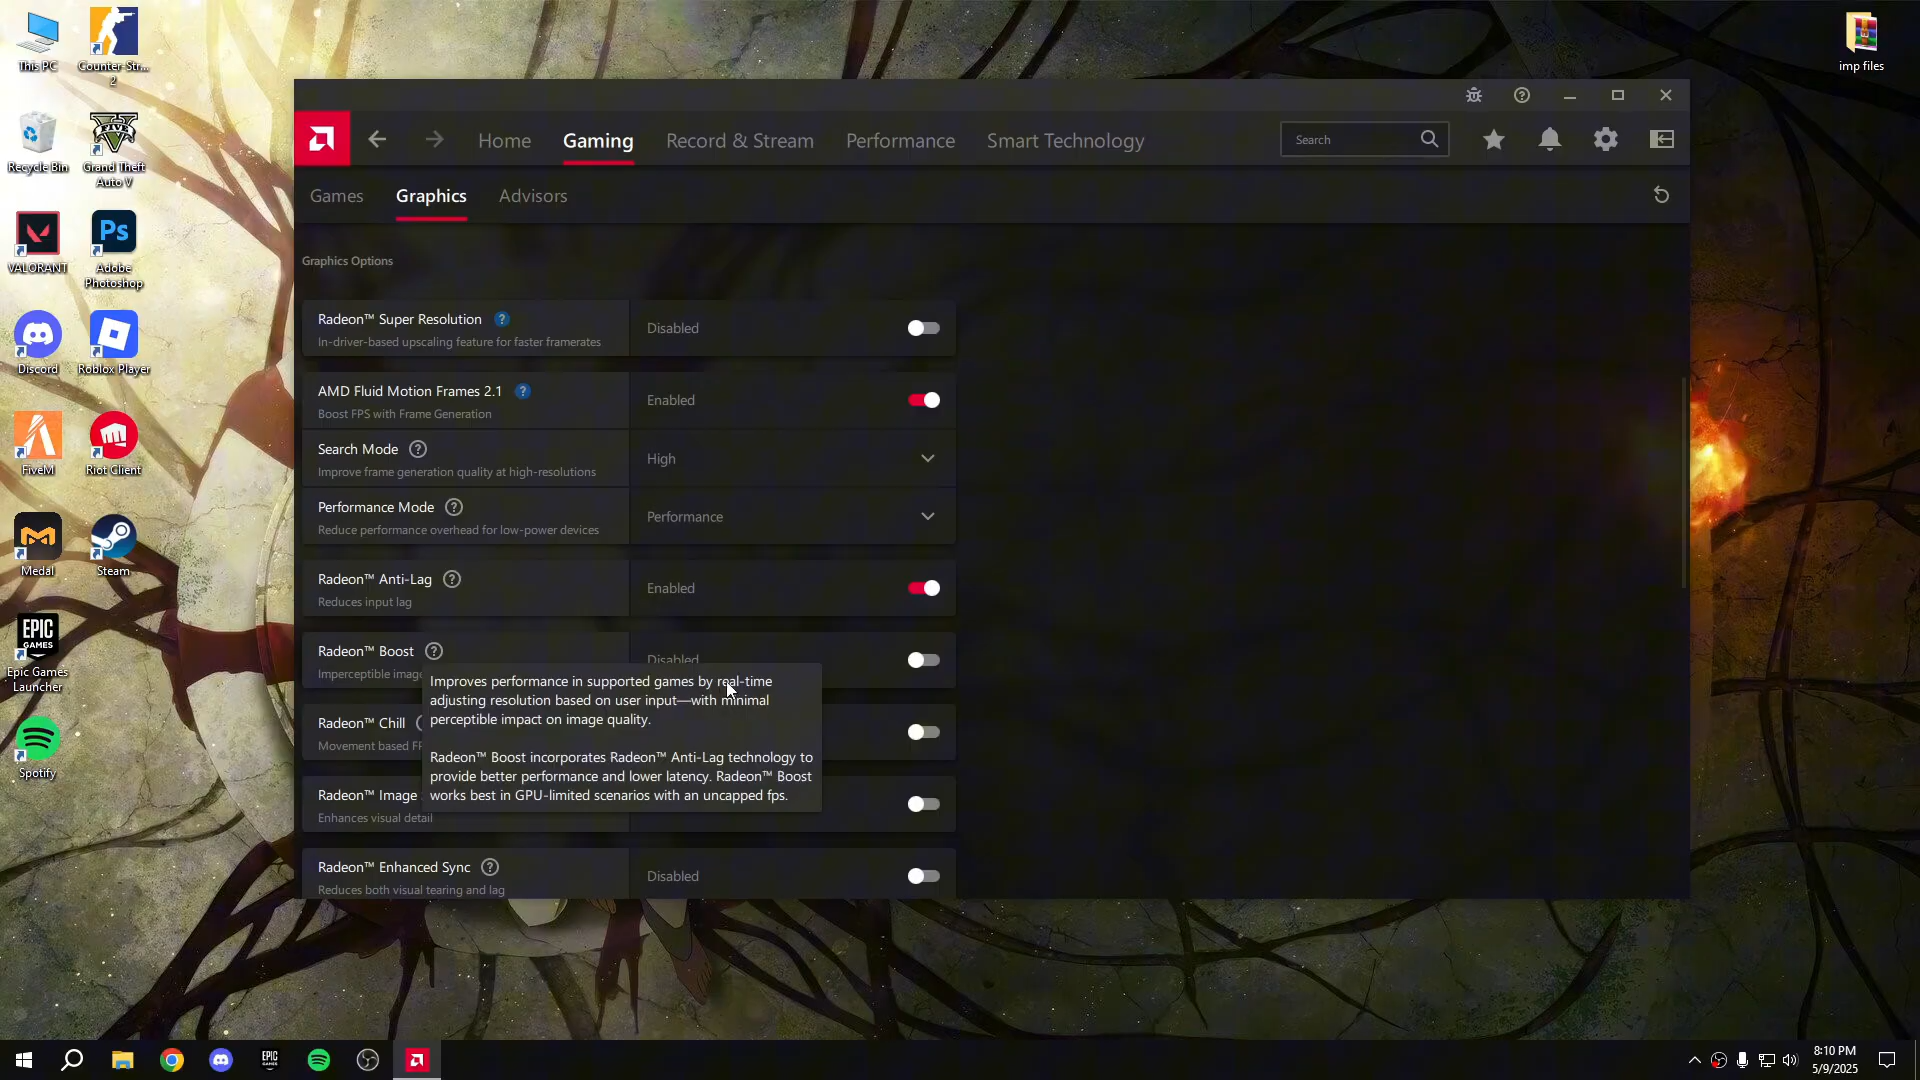 This PC
Counter-Str...
2
Recycle Bin
Grand Theft
Auto V
VALORANT
Ps
Adobe
Photoshop
Discord
Roblox Player
FiveM
Riot Client
Medal
Steam
EPIC
GAMES
Epic Games
Launcher
Spotify
imp files
Home
Gaming
Record & Stream
Performance
Smart Technology
Search
Games
Graphics
Advisors
Graphics Options
Radeon™ Super Resolution
In-driver-based upscaling feature for faster framerates
Disabled
AMD Fluid Motion Frames 2.1
Boost FPS with Frame Generation
Enabled
Search Mode
Improve frame generation quality at high-resolutions
High
Performance Mode
Reduce performance overhead for low-power devices
Performance
Radeon™ Anti-Lag
Reduces input lag
Enabled
Radeon™ Boost
Imperceptible image
Disabled
Improves performance in supported games by real-time
adjusting resolution based on user input—with minimal
perceptible impact on image quality.
Radeon™ Boost incorporates Radeon™ Anti-Lag technology to
provide better performance and lower latency. Radeon™ Boost
works best in GPU-limited scenarios with an uncapped fps.
Radeon™ Chill
Movement based FP
Radeon™ Image
Enhances visual detail
Radeon™ Enhanced Sync
Reduces both visual tearing and lag
Disabled
8:10 PM
5/9/2025